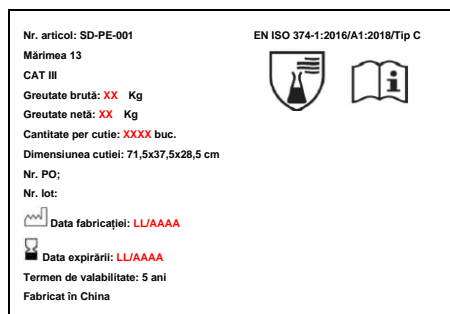 Nr. articol: SD-PE-001
EN ISO 374-1:2016/A1:2018/Tip C
Mărimea 13
CAT III
Greutate brută: XX Kg
Greutate netă: XX Kg
Cantitate per cutie: XXXX buc.
Dimensiunea cutiei: 71,5x37,5x28,5 cm
Nr. PO;
Nr. lot:
Data fabricației: LL/AAAA
Data expirării: LL/AAAA
Termen de valabilitate: 5 ani
Fabricat în China